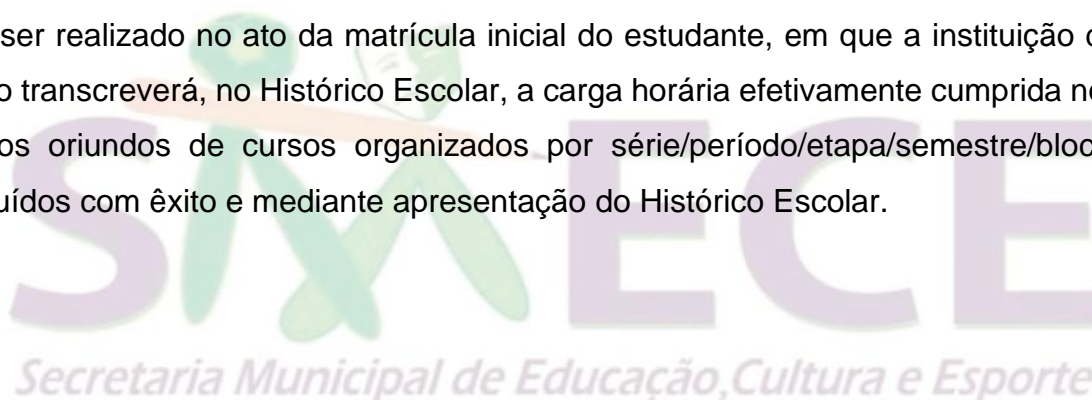 ser realizado no ato da matrícula inicial do estudante, em que a instituição
o transcreverá, no Histórico Escolar, a carga horária efetivamente cumprida
os oriundos de cursos organizados por série/período/etapa/semestre/bloc
uídos com êxito e mediante apresentação do Histórico Escolar.
SMECE
Secretaria Municipal de Educação,Cultura e Esporte